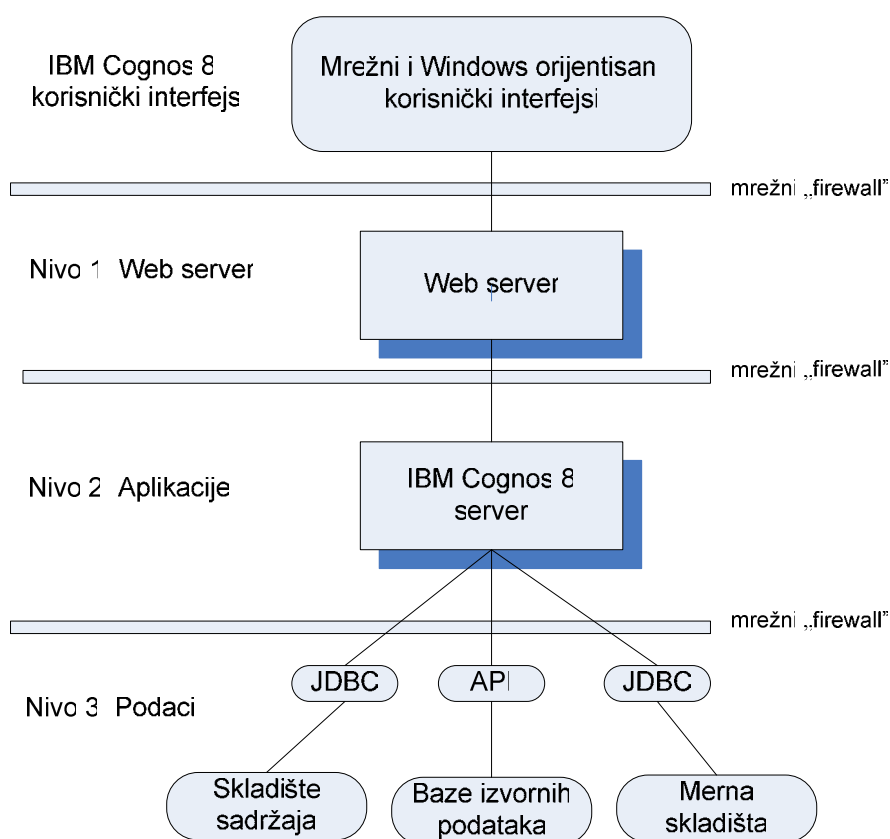 IBM Cognos 8
korisnički interfejs
Mrežni i Windows orijentisan
korisnički interfejsi
mrežni „firewall”
Nivo 1 Web server
Web server
mrežni „firewall”
Nivo 2 Aplikacije
IBM Cognos 8
server
mrežni „firewall”
JDBC
API
JDBC
Nivo 3 Podaci
Skladište
sadržaja
Baze izvornih
podataka
Merna
skladišta